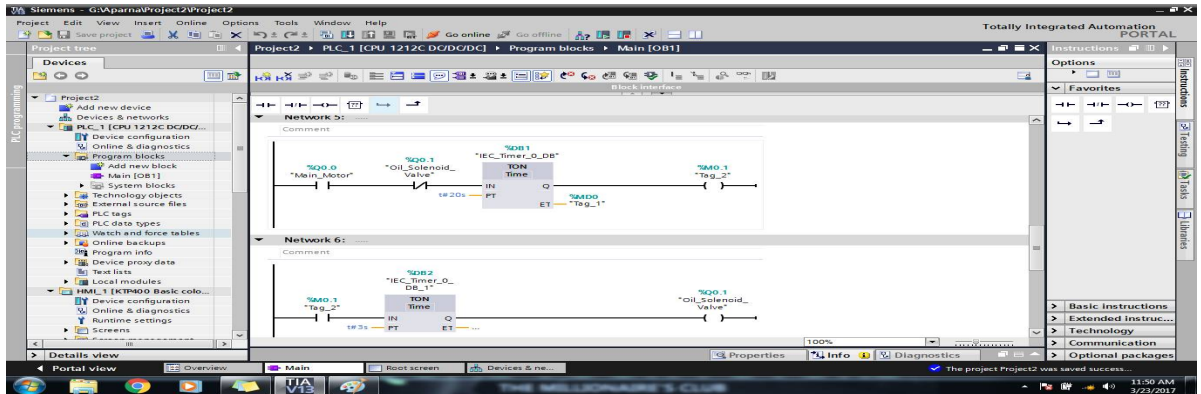 Siemens - G:\Aparna\Project2\Project2
Project Edit View Insert Online Options Tools Window Help
Totally Integrated Automation
PORTAL
Save project Go online Go offline
Project tree
Project2 ▸ PLC_1 [CPU 1212C DC/DC/DC] ▸ Program blocks ▸ Main [OB1]
Instructions
Devices
Options
Block interface
Favorites
PLC programming
Project2
Add new device
Devices & networks
PLC_1 [CPU 1212C DC/DC/...
Device configuration
Online & diagnostics
Program blocks
Add new block
Main [OB1]
System blocks
Technology objects
External source files
PLC tags
PLC data types
Watch and force tables
Online backups
Program info
Device proxy data
Text lists
Local modules
HMI_1 [KTP400 Basic colo...
Device configuration
Online & diagnostics
Runtime settings
Screens
Network 5:
Comment
%Q0.0
"Main_Motor"
%Q0.1
"Oil_Solenoid_
Valve"
%DB1
"IEC_Timer_0_DB"
TON
Time
IN Q
t#20s PT
ET
%MD0
"Tag_1"
%M0.1
"Tag_2"
Network 6:
Comment
%M0.1
"Tag_2"
%DB2
"IEC_Timer_0_
DB_1"
TON
Time
IN Q
t#3s PT ET ...
%Q0.1
"Oil_Solenoid_
Valve"
100%
Instructions
Testing
Tasks
Libraries
Basic instructions
Extended instruc...
Technology
Communication
Optional packages
Details view
Properties Info Diagnostics
Portal view Overview Main Root screen Devices & ne...
The project Project2 was saved success...
TIA
V13
THE MILLIONAIRE'S CLUB
11:50 AM
3/23/2017